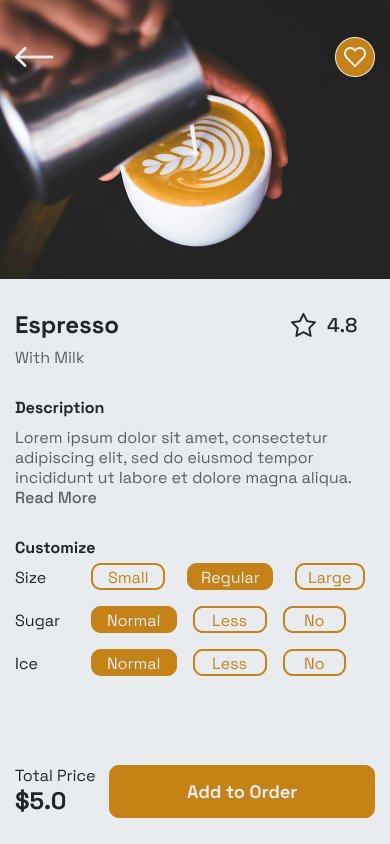 Espresso 4.8
With Milk
Description
Lorem ipsum dolor sit amet, consectetur
adipiscing elit, sed do eiusmod tempor
incididunt ut labore et dolore magna aliqua.
Read More
Customize
Size Small Regular Large
Sugar Normal Less No
Ice Normal Less No
Total Price
$5.0
Add to Order